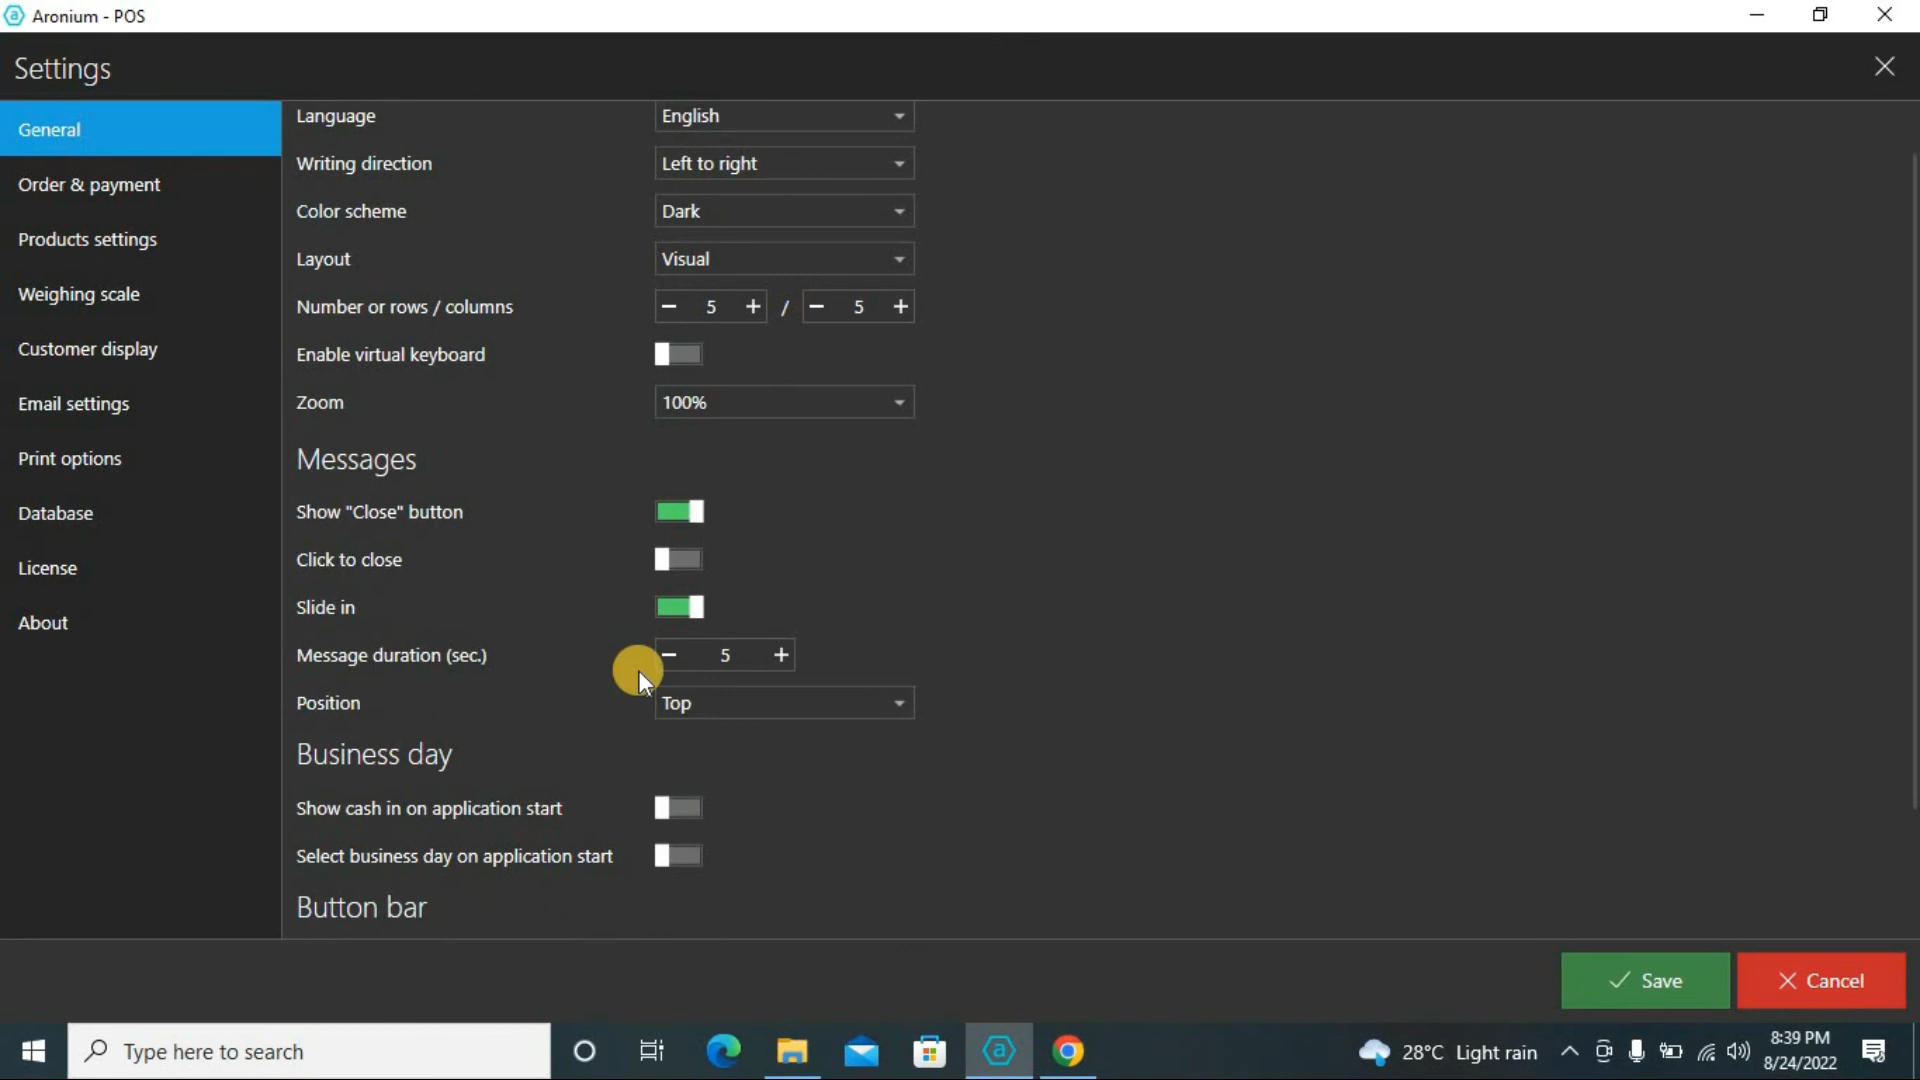 Aronium - POS
Settings
General
Order & payment
Products settings
Weighing scale
Customer display
Email settings
Print options
Database
License
About
Language English
Writing direction Left to right
Color scheme Dark
Layout Visual
Number or rows / columns 5 / 5
Enable virtual keyboard
Zoom 100%
Messages
Show "Close" button
Click to close
Slide in
Message duration (sec.) 5
Position Top
Business day
Show cash in on application start
Select business day on application start
Button bar
Save Cancel
Type here to search
28°C Light rain
8:39 PM
8/24/2022